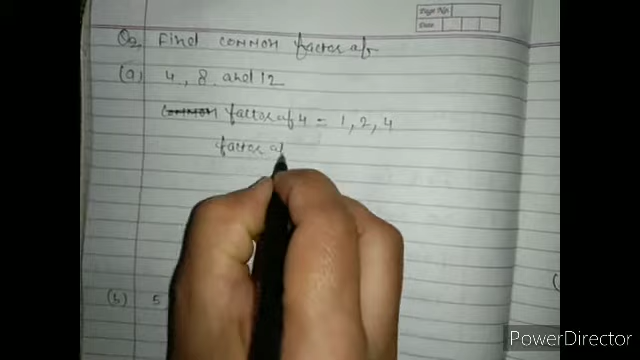 Page No.
Date
Q2 Find common factor of
(a) 4, 8 and 12
common factor of 4 = 1, 2, 4
factor of
(b) 5
PowerDirector